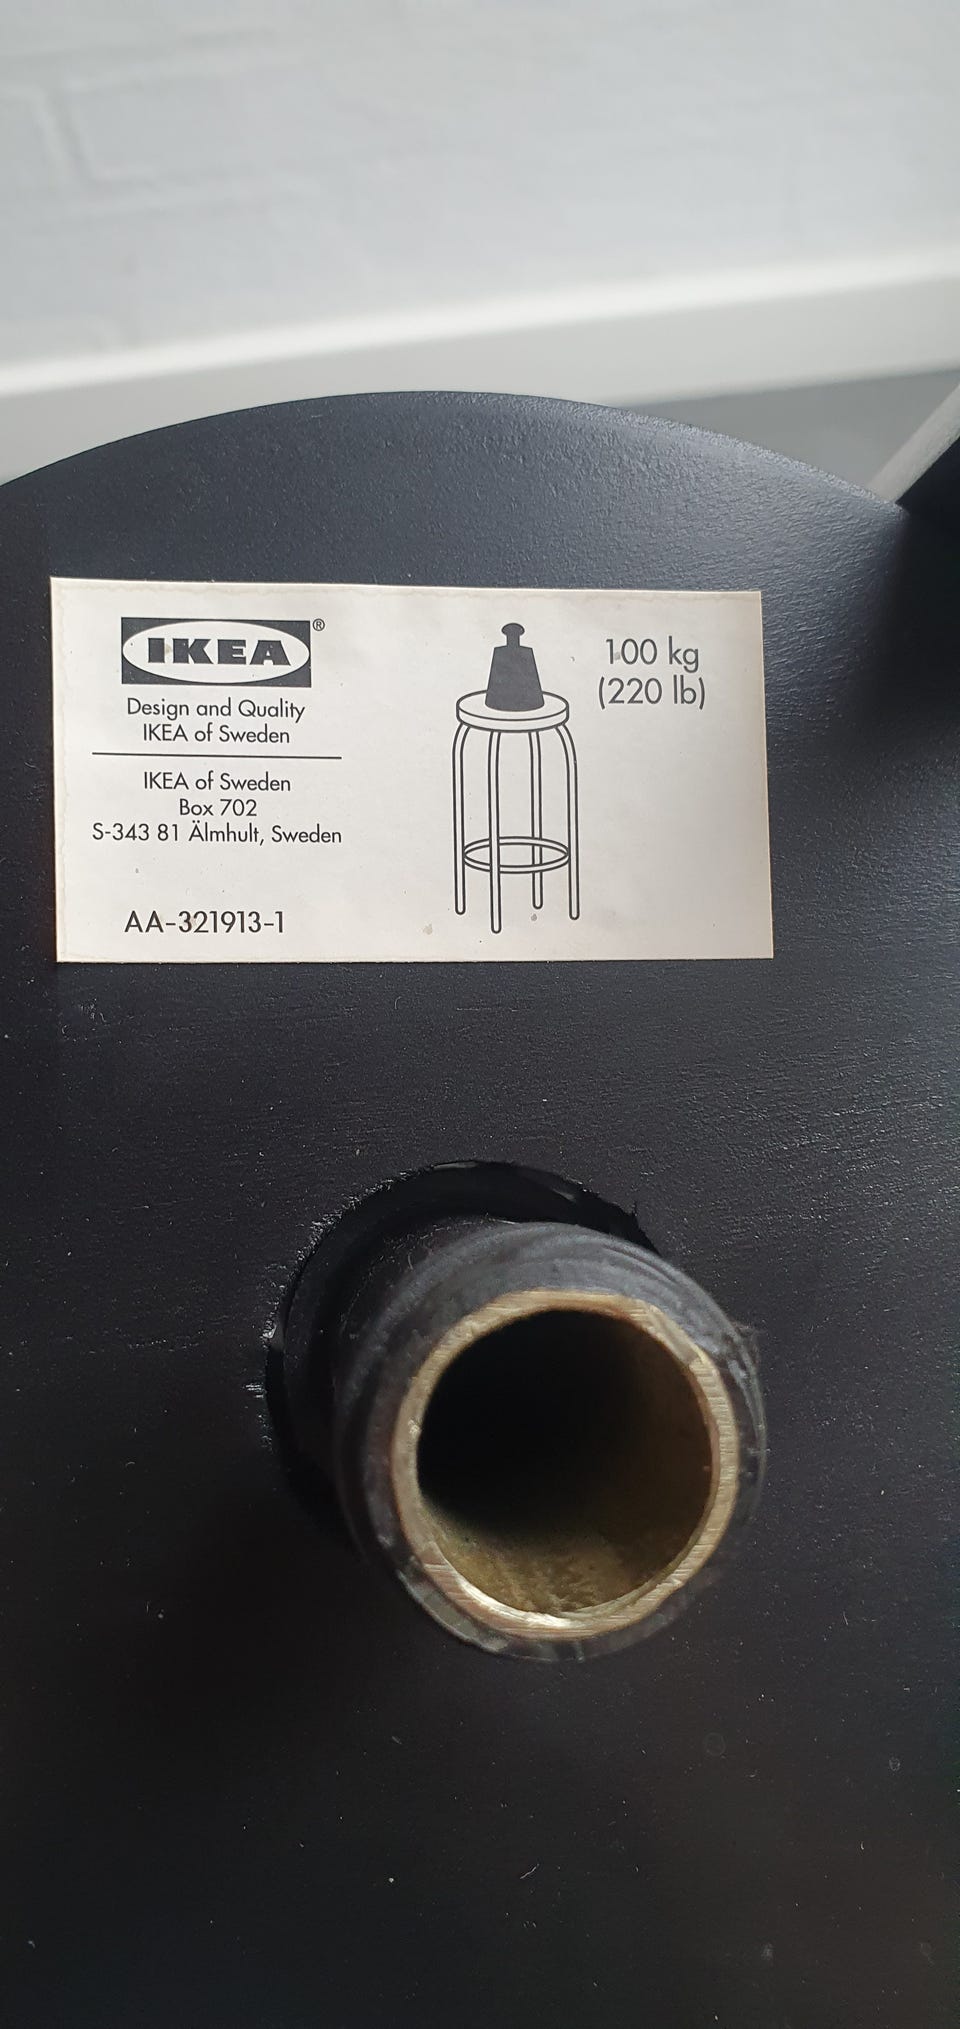 IKEA®
Design and Quality
IKEA of Sweden
IKEA of Sweden
Box 702
S-343 81 Älmhult, Sweden
AA-321913-1
100 kg
(220 lb)